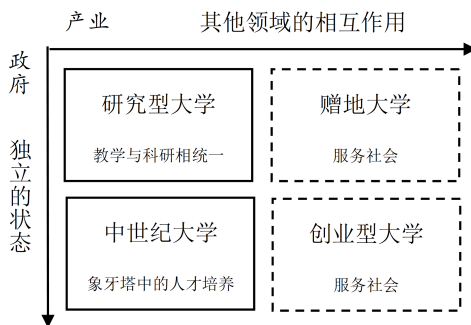 产业 其他领域的相互作用
政府
独立的状态
研究型大学
教学与科研相统一
赠地大学
服务社会
中世纪大学
象牙塔中的人才培养
创业型大学
服务社会